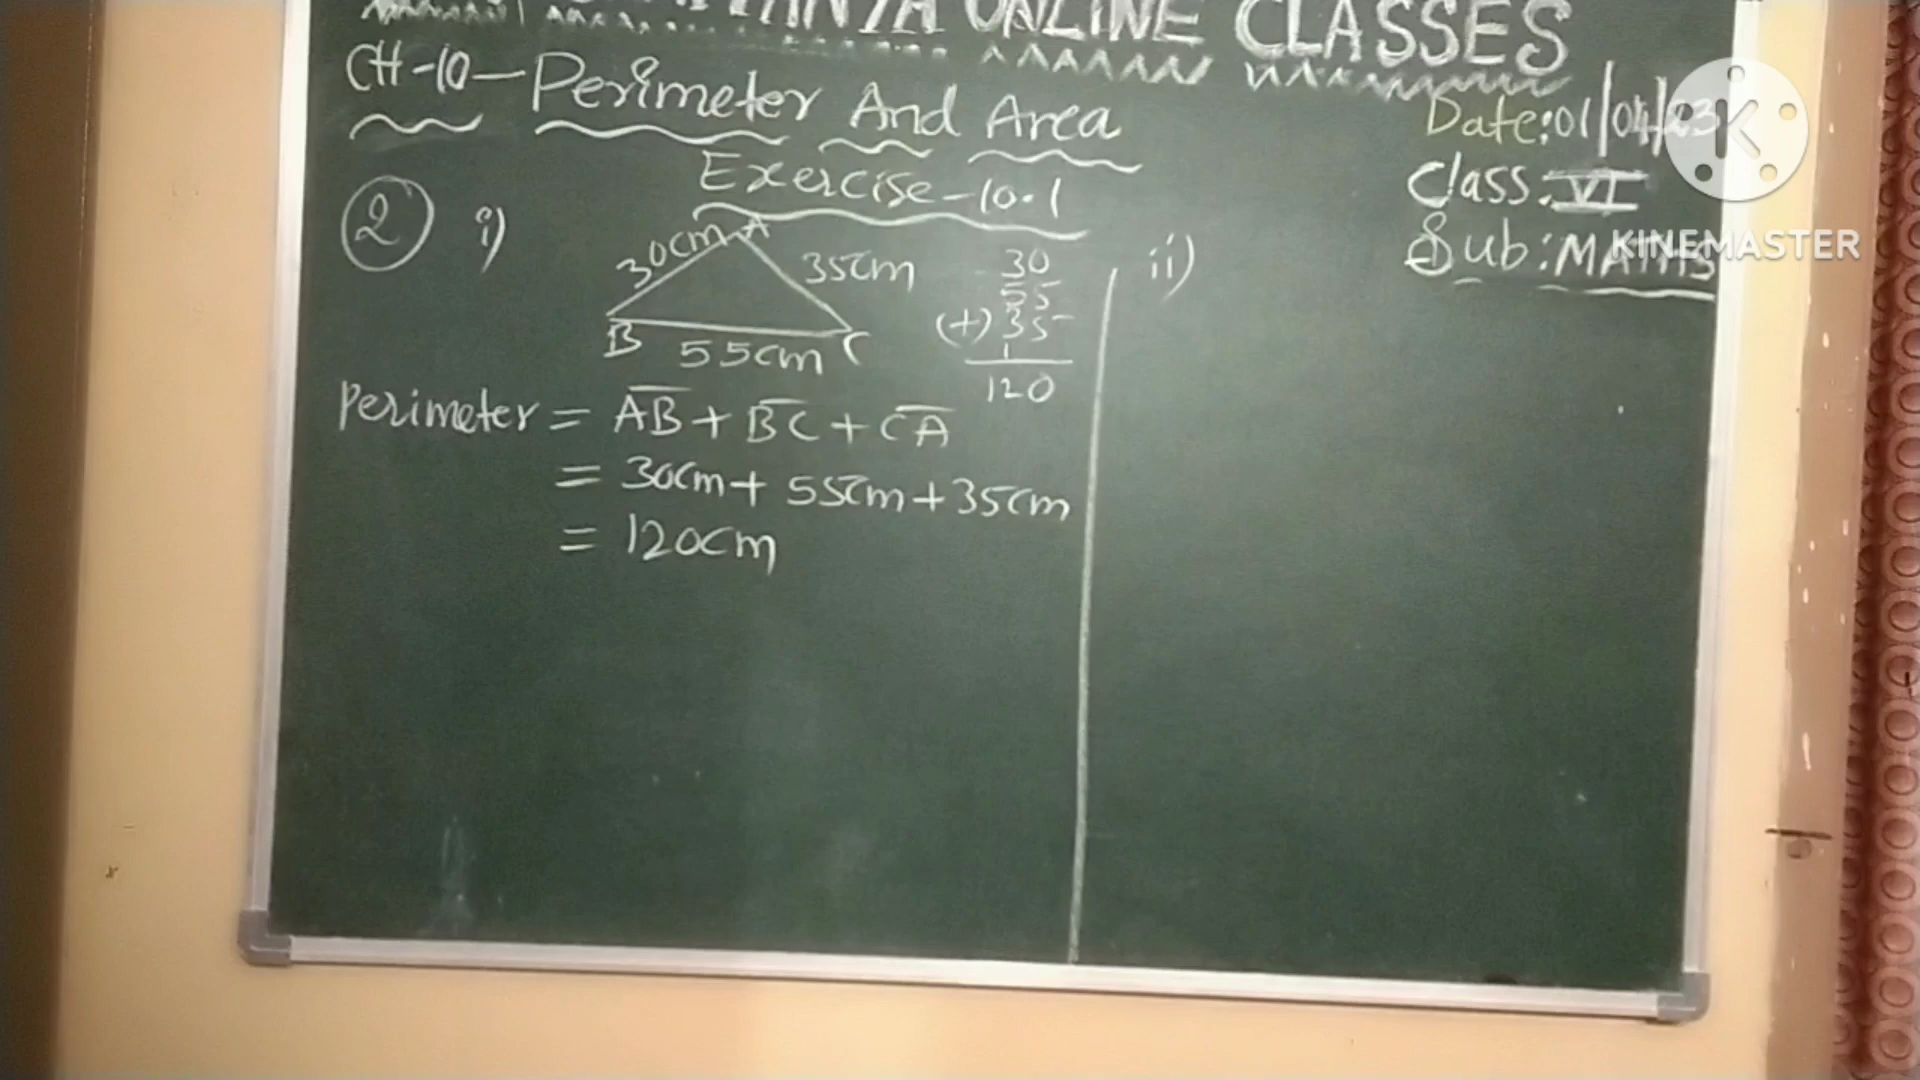 ONLINE CLASSES
CH-10-Perimeter And Area
Date:01/04/23
Exercise-10.1
Class:VI
Sub:MATHS
K
KINEMASTER
2 i)
A
30cm
35cm
B
C
55cm
30
55
(+) 35
1
120
Perimeter = AB + BC + CA
= 30cm + 55cm + 35cm
= 120cm
ii)